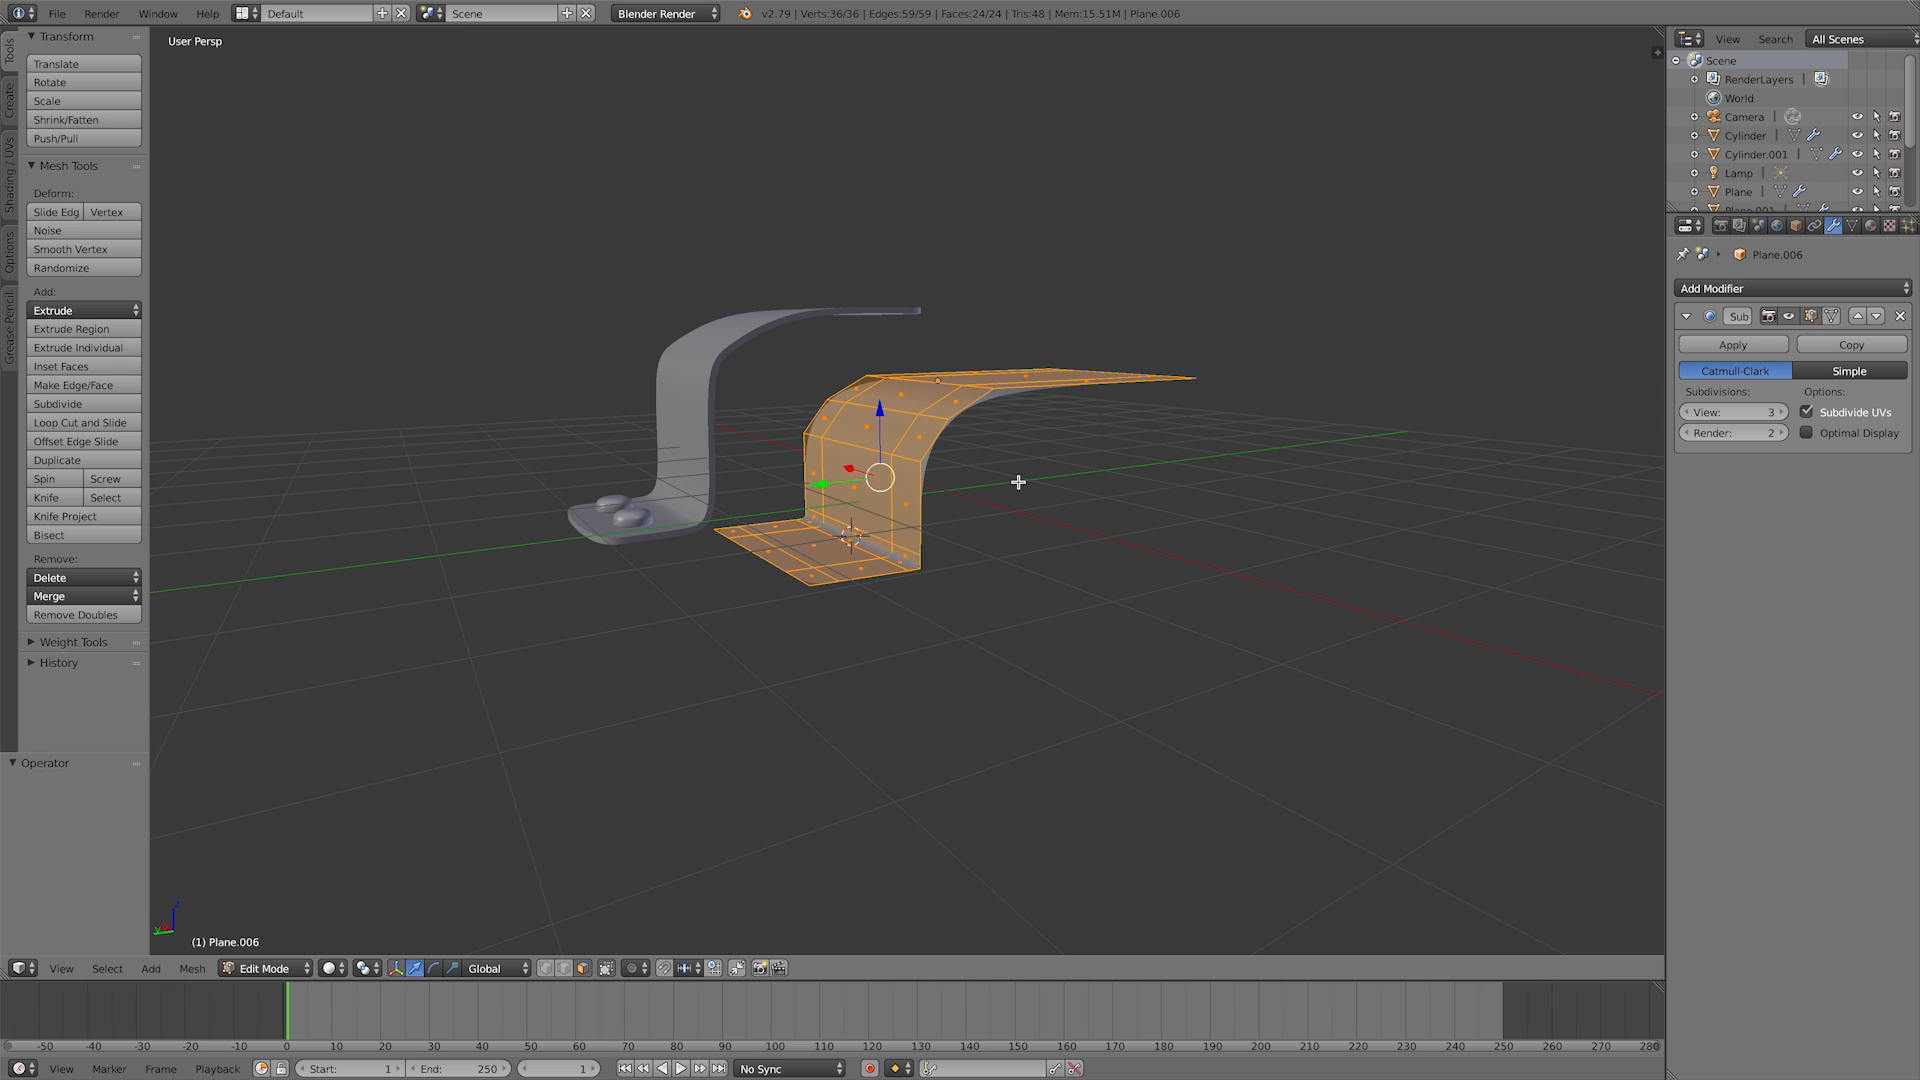 File Render Window Help Default Scene Blender Render v2.79 | Verts:36/36 | Edges:59/59 | Faces:24/24 | Tris:48 | Mem:15.51M | Plane.006
Tools
Create
Shading / UVs
Options
Grease Pencil
Transform
Translate
Rotate
Scale
Shrink/Fatten
Push/Pull
Mesh Tools
Deform:
Slide Edg Vertex
Noise
Smooth Vertex
Randomize
Add:
Extrude
Extrude Region
Extrude Individual
Inset Faces
Make Edge/Face
Subdivide
Loop Cut and Slide
Offset Edge Slide
Duplicate
Spin Screw
Knife Select
Knife Project
Bisect
Remove:
Delete
Merge
Remove Doubles
Weight Tools
History
Operator
User Persp
z
y
(1) Plane.006
View Search All Scenes
Scene
RenderLayers |
World
Camera |
Cylinder |
Cylinder.001 |
Lamp |
Plane |
Plane.001 |
Plane.006
Add Modifier
Sub
Apply Copy
Catmull-Clark Simple
Subdivisions: Options:
View: 3 Subdivide UVs
Render: 2 Optimal Display
View Select Add Mesh Edit Mode Global
-50 -40 -30 -20 -10 0 10 20 30 40 50 60 70 80 90 100 110 120 130 140 150 160 170 180 190 200 210 220 230 240 250 260 270 280
View Marker Frame Playback Start: 1 End: 250 1 No Sync